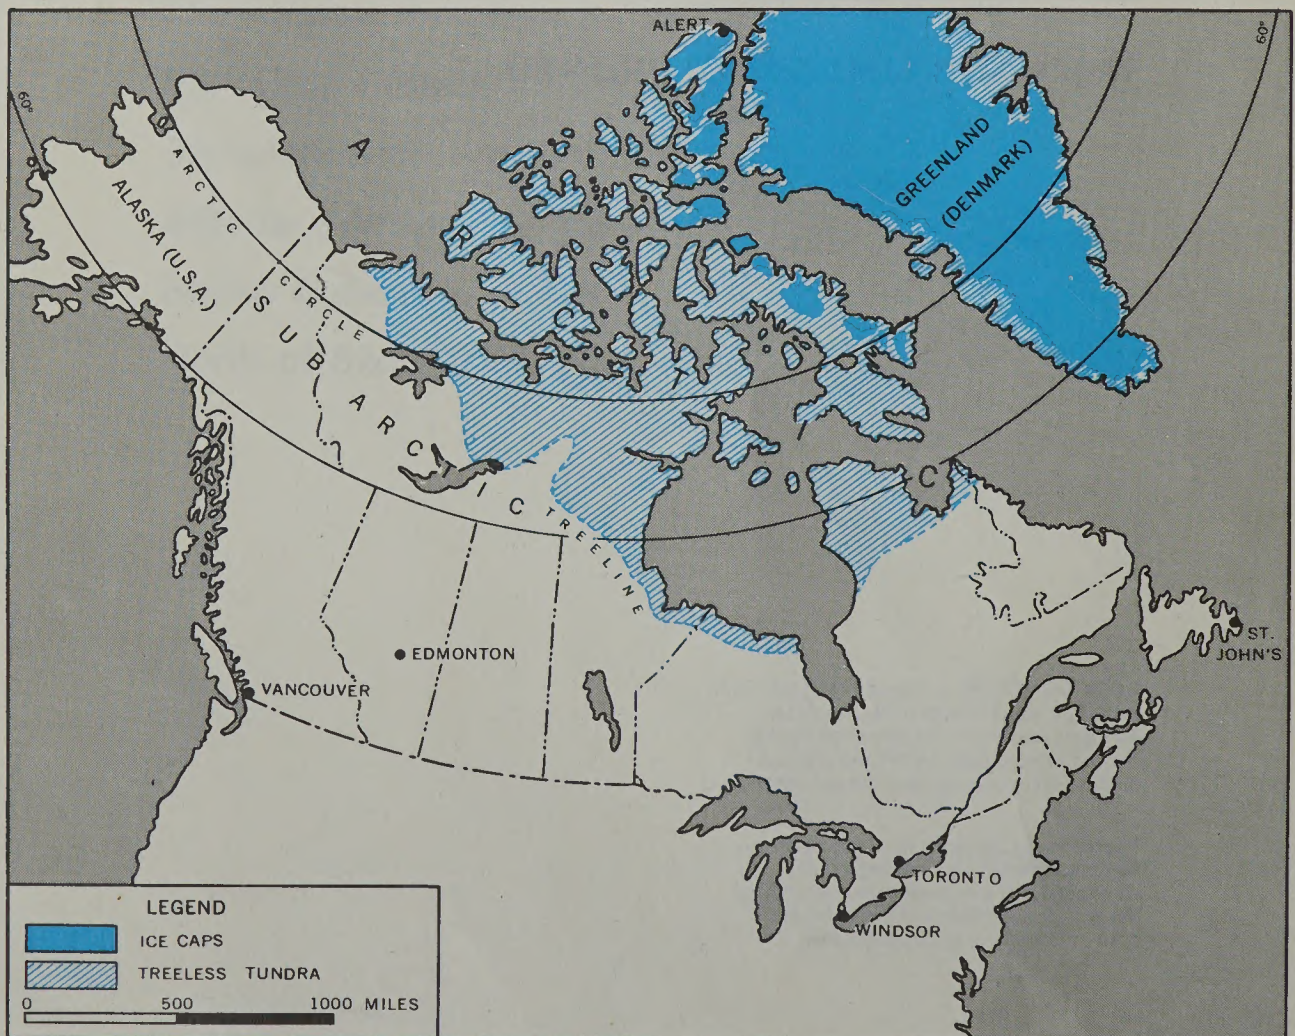 ALERT
60°
60°
ARCTIC CIRCLE
ALASKA (U.S.A.)
GREENLAND
(DENMARK)
ARCTIC
SUBARCTIC
TREELINE
EDMONTON
VANCOUVER
ST.
JOHN'S
TORONTO
WINDSOR
LEGEND
ICE CAPS
TREELESS TUNDRA
0 500 1000 MILES